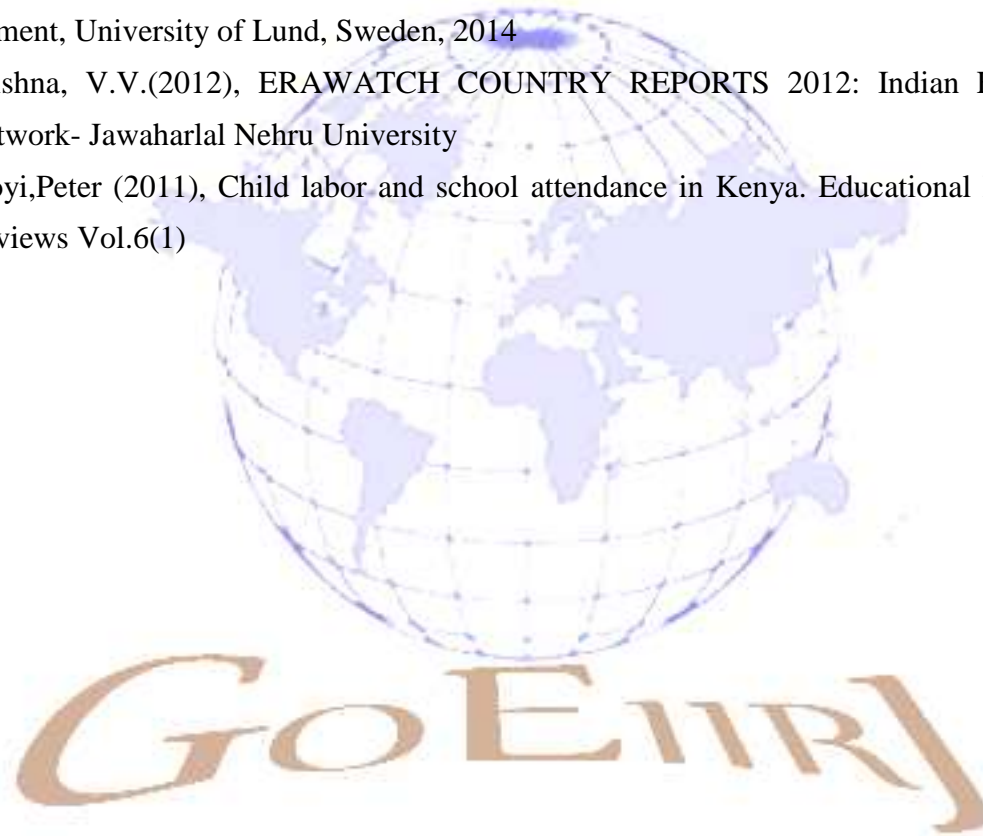 ment, University of Lund, Sweden, 2014
ishna, V.V.(2012), ERAWATCH COUNTRY REPORTS 2012: Indian
twork- Jawaharlal Nehru University
oyi,Peter (2011), Child labor and school attendance in Kenya. Educational
views Vol.6(1)
GOEIIRJ